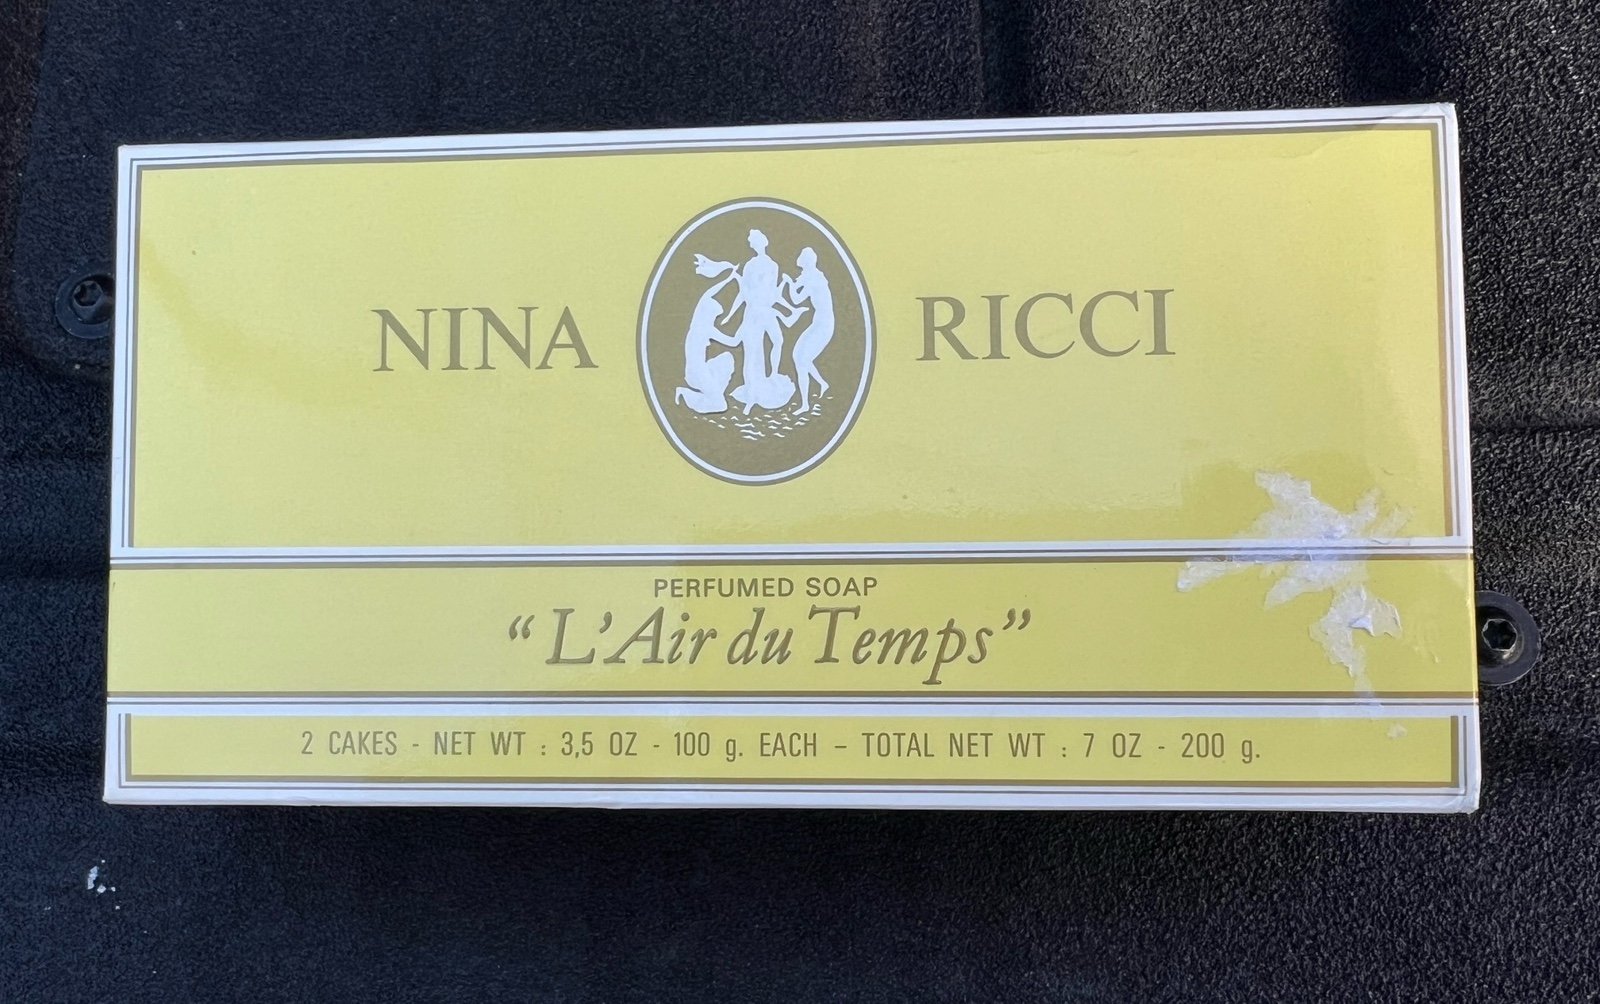 NINA RICCI
PERFUMED SOAP
“L’Air du Temps”
2 CAKES - NET WT : 3,5 OZ - 100 g. EACH – TOTAL NET WT : 7 OZ - 200 g.